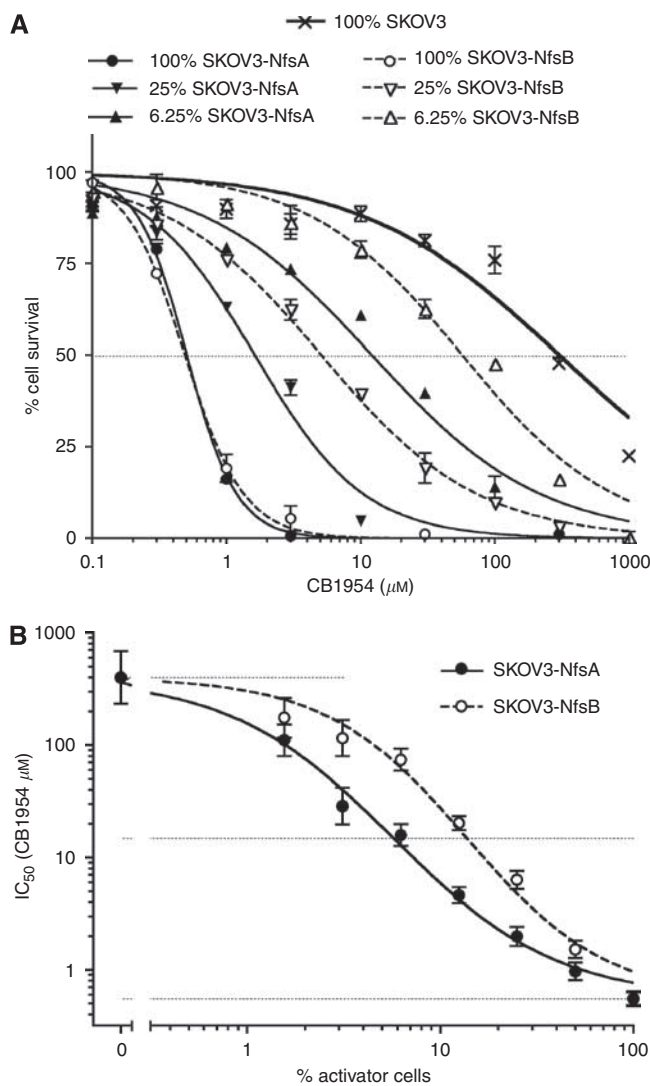 A
100% SKOV3
100% SKOV3-NfsA
100% SKOV3-NfsB
25% SKOV3-NfsA
25% SKOV3-NfsB
6.25% SKOV3-NfsA
6.25% SKOV3-NfsB
100
75
50
25
0
% cell survival
0.1 1 10 100 1000
CB1954 (μM)
B
1000
100
10
1
IC50 (CB1954 μM)
SKOV3-NfsA
SKOV3-NfsB
0 1 10 100
% activator cells